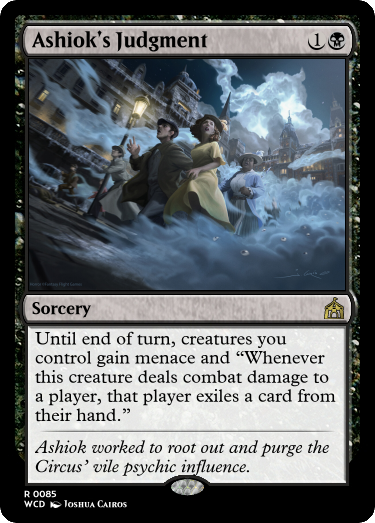 Ashiok's Judgment 1
Sorcery
Until end of turn, creatures you
control gain menace and “Whenever
this creature deals combat damage to
a player, that player exiles a card from
their hand.”
Ashiok worked to root out and purge the
Circus' vile psychic influence.
R 0085
WCD Joshua Cairos